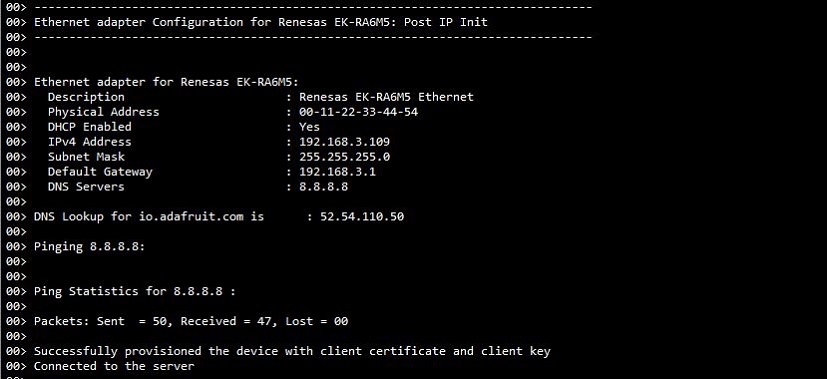 00> --------------------------------------------------------------------------------
00> Ethernet adapter Configuration for Renesas EK-RA6M5: Post IP Init
00> --------------------------------------------------------------------------------
00>
00>
00> Ethernet adapter for Renesas EK-RA6M5:
00>   Description                       : Renesas EK-RA6M5 Ethernet
00>   Physical Address                  : 00-11-22-33-44-54
00>   DHCP Enabled                      : Yes
00>   IPv4 Address                      : 192.168.3.109
00>   Subnet Mask                       : 255.255.255.0
00>   Default Gateway                   : 192.168.3.1
00>   DNS Servers                       : 8.8.8.8
00>
00> DNS Lookup for io.adafruit.com is      : 52.54.110.50
00>
00> Pinging 8.8.8.8:
00>
00>
00> Ping Statistics for 8.8.8.8 :
00>
00> Packets: Sent  = 50, Received = 47, Lost = 00
00>
00> Successfully provisioned the device with client certificate and client key
00> Connected to the server
00>